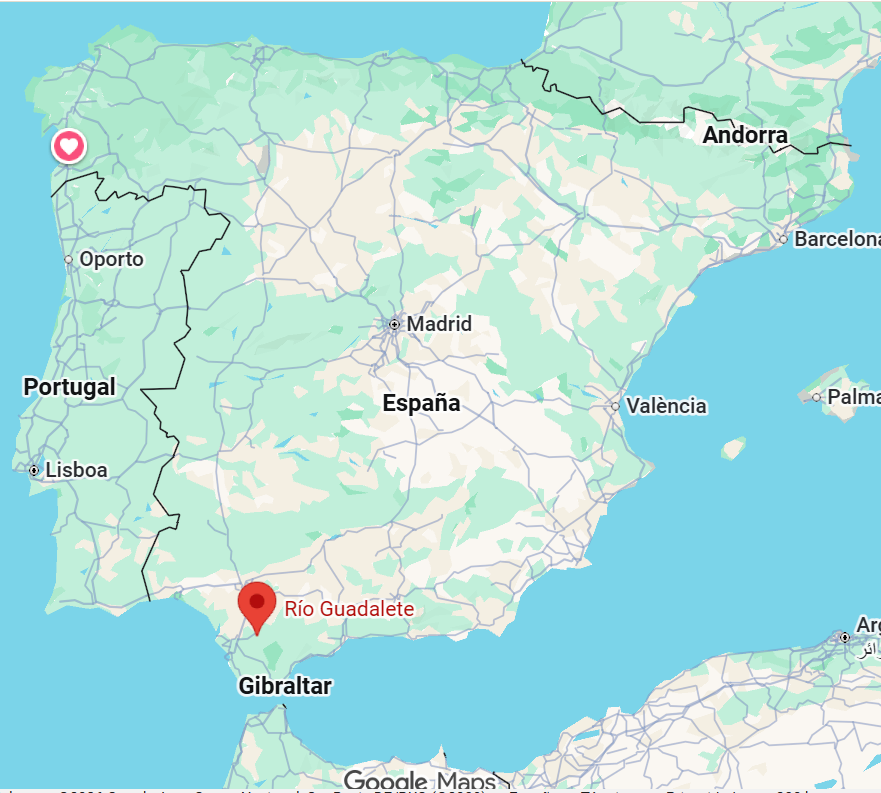 Andorra
Barcelona
Oporto
Madrid
Portugal
España
València
Palma
Lisboa
Río Guadalete
Gibraltar
Google Maps